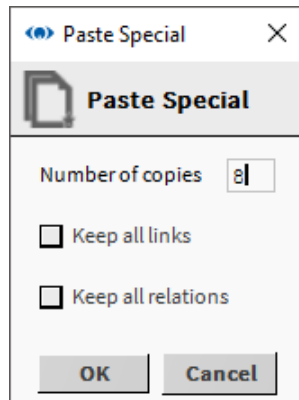 Paste Special
Paste Special
Number of copies 8
Keep all links
Keep all relations
OK Cancel